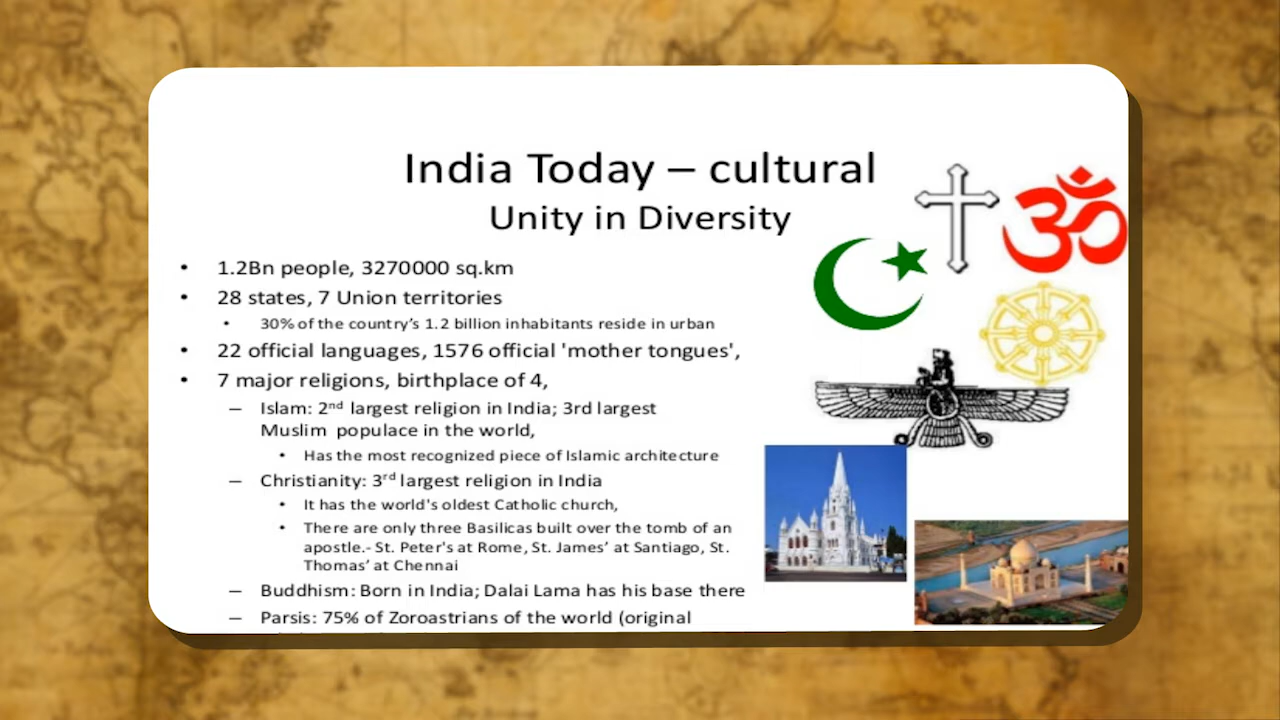 India Today – cultural
Unity in Diversity
• 1.2Bn people, 3270000 sq.km
• 28 states, 7 Union territories
• 30% of the country's 1.2 billion inhabitants reside in urban
• 22 official languages, 1576 official 'mother tongues',
• 7 major religions, birthplace of 4,
– Islam: 2nd largest religion in India; 3rd largest
Muslim populace in the world,
• Has the most recognized piece of Islamic architecture
– Christianity: 3rd largest religion in India
• It has the world's oldest Catholic church,
• There are only three Basilicas built over the tomb of an
apostle.- St. Peter's at Rome, St. James’ at Santiago, St.
Thomas’ at Chennai
– Buddhism: Born in India; Dalai Lama has his base there
– Parsis: 75% of Zoroastrians of the world (original